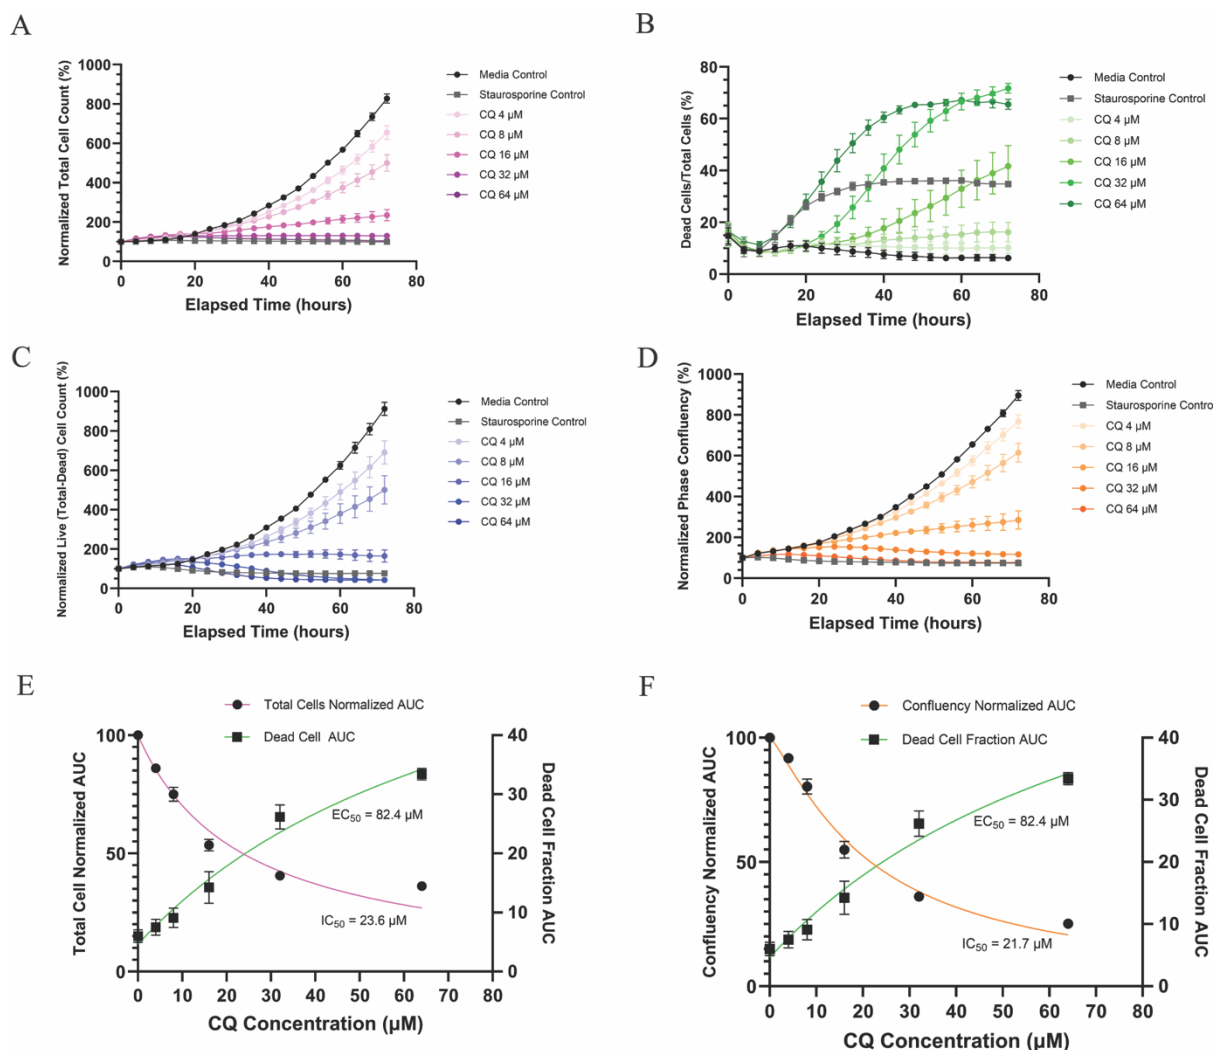 A
Normalized Total Cell Count (%)
1000
800
600
400
200
0
0 20 40 60 80
Elapsed Time (hours)
Media Control
Staurosporine Control
CQ 4 µM
CQ 8 µM
CQ 16 µM
CQ 32 µM
CQ 64 µM
B
Dead Cells/Total Cells (%)
80
60
40
20
0
0 20 40 60 80
Elapsed Time (hours)
Media Control
Staurosporine Control
CQ 4 µM
CQ 8 µM
CQ 16 µM
CQ 32 µM
CQ 64 µM
C
Normalized Live (Total-Dead) Cell Count (%)
1000
800
600
400
200
0
0 20 40 60 80
Elapsed Time (hours)
Media Control
Staurosporine Control
CQ 4 µM
CQ 8 µM
CQ 16 µM
CQ 32 µM
CQ 64 µM
D
Normalized Phase Confluency (%)
1000
800
600
400
200
0
0 20 40 60 80
Elapsed Time (hours)
Media Control
Staurosporine Control
CQ 4 µM
CQ 8 µM
CQ 16 µM
CQ 32 µM
CQ 64 µM
E
Total Cells Normalized AUC
Dead Cell AUC
Total Cell Normalized AUC
100
50
0
40
30
20
10
0
Dead Cell Fraction AUC
EC50 = 82.4 µM
IC50 = 23.6 µM
0 10 20 30 40 50 60 70 80
CQ Concentration (µM)
F
Confluency Normalized AUC
Dead Cell Fraction AUC
Confluency Normalized AUC
100
50
0
40
30
20
10
0
Dead Cell Fraction AUC
EC50 = 82.4 µM
IC50 = 21.7 µM
0 10 20 30 40 50 60 70 80
CQ Concentration (µM)